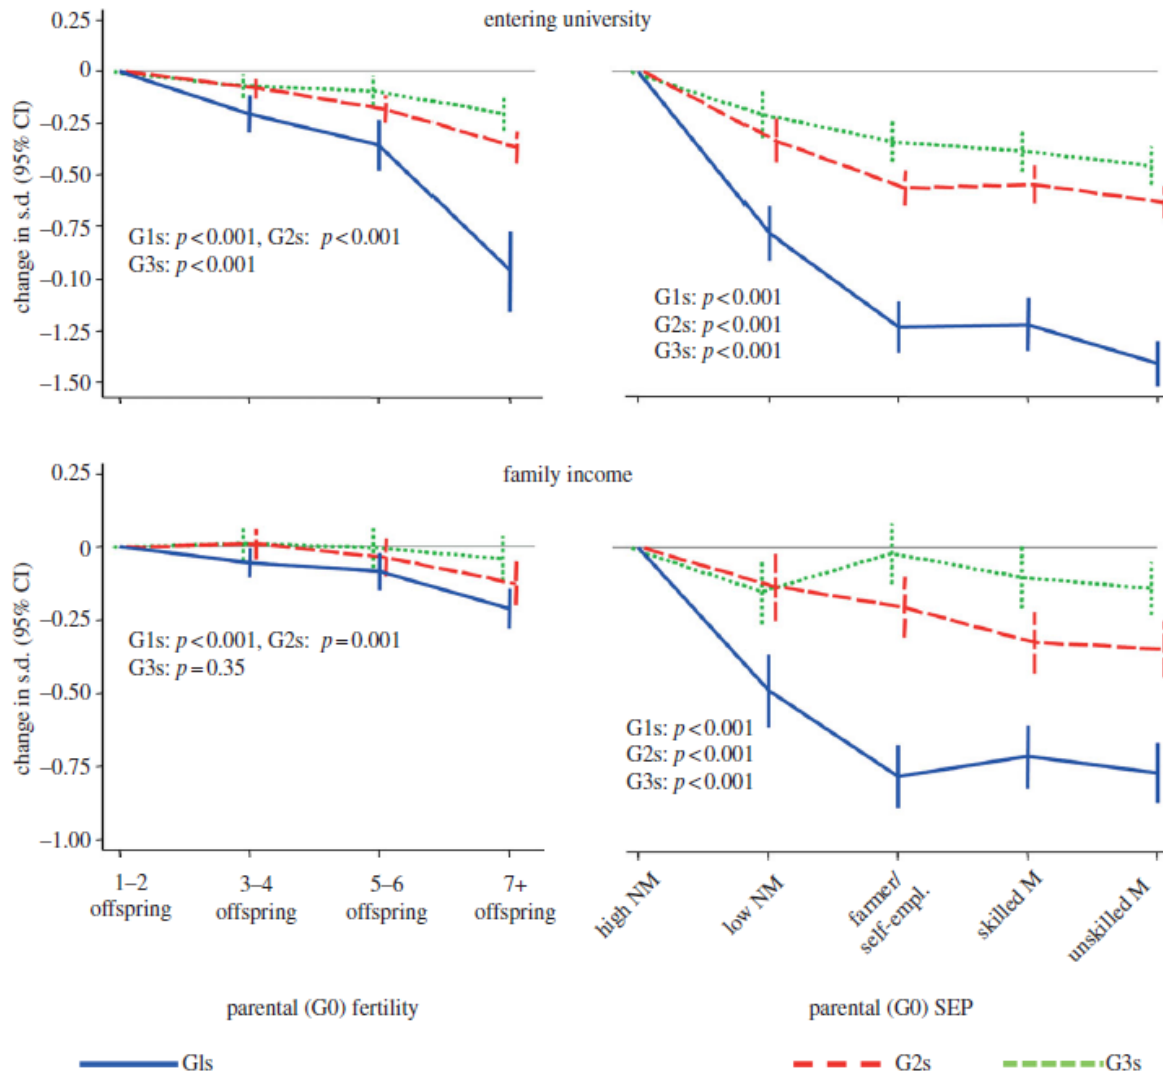 entering university
change in s.d. (95% CI)
0.25
0
–0.25
–0.50
–0.75
–0.10
–1.25
–1.50
G1s: p<0.001, G2s: p<0.001
G3s: p<0.001
G1s: p<0.001
G2s: p<0.001
G3s: p<0.001
family income
change in s.d. (95% CI)
0.25
0
–0.25
–0.50
–0.75
–1.00
G1s: p<0.001, G2s: p=0.001
G3s: p=0.35
G1s: p<0.001
G2s: p<0.001
G3s: p<0.001
1–2
offspring
3–4
offspring
5–6
offspring
7+
offspring
high NM
low NM
farmer/
self-empl.
skilled M
unskilled M
parental (G0) fertility
parental (G0) SEP
Gls
G2s
G3s